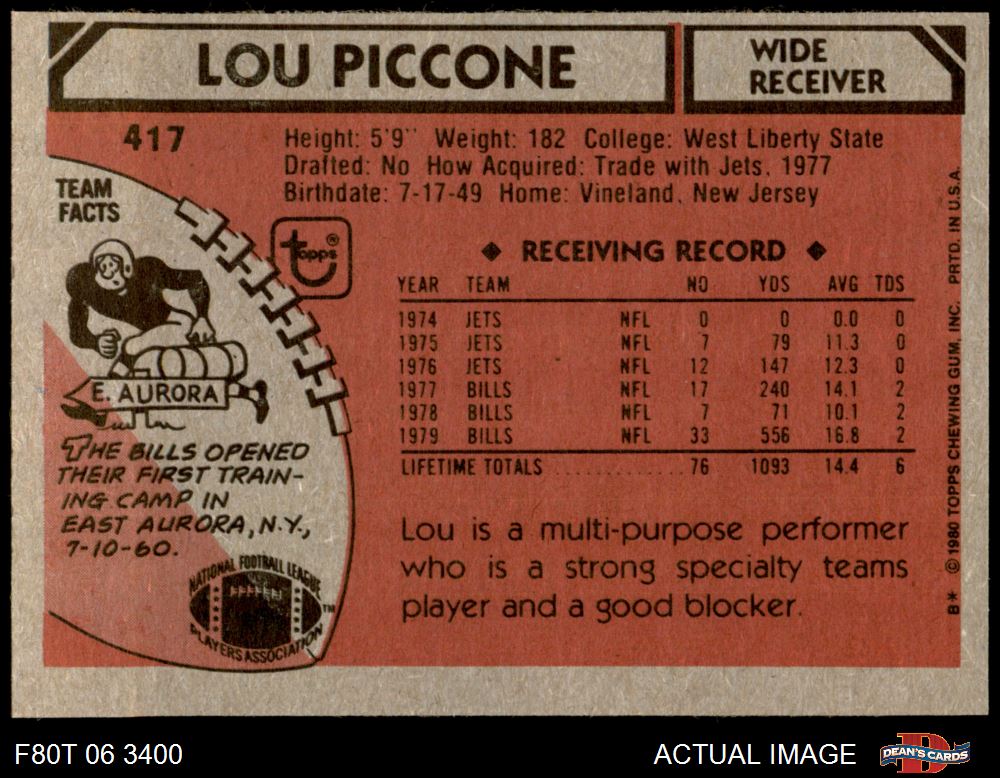 LOU PICCONE
WIDE
RECEIVER
417
Height: 5'9" Weight: 182 College: West Liberty State
Drafted: No How Acquired: Trade with Jets, 1977
Birthdate: 7-17-49 Home: Vineland, New Jersey
TEAM
FACTS
topps®
E. AURORA
THE BILLS OPENED
THEIR FIRST TRAIN-
ING CAMP IN
EAST AURORA, N.Y.,
7-10-60.
NATIONAL FOOTBALL LEAGUE
PLAYERS ASSOCIATION ™
◆ RECEIVING RECORD ◆
YEAR TEAM NO YDS AVG TDS
1974 JETS NFL 0 0 0.0 0
1975 JETS NFL 7 79 11.3 0
1976 JETS NFL 12 147 12.3 0
1977 BILLS NFL 17 240 14.1 2
1978 BILLS NFL 7 71 10.1 2
1979 BILLS NFL 33 556 16.8 2
LIFETIME TOTALS ............ 76 1093 14.4 6
Lou is a multi-purpose performer
who is a strong specialty teams
player and a good blocker.
B* © 1980 TOPPS CHEWING GUM, INC. PRTD. IN U.S.A.
F80T 06 3400
ACTUAL IMAGE
DEAN'S CARDS